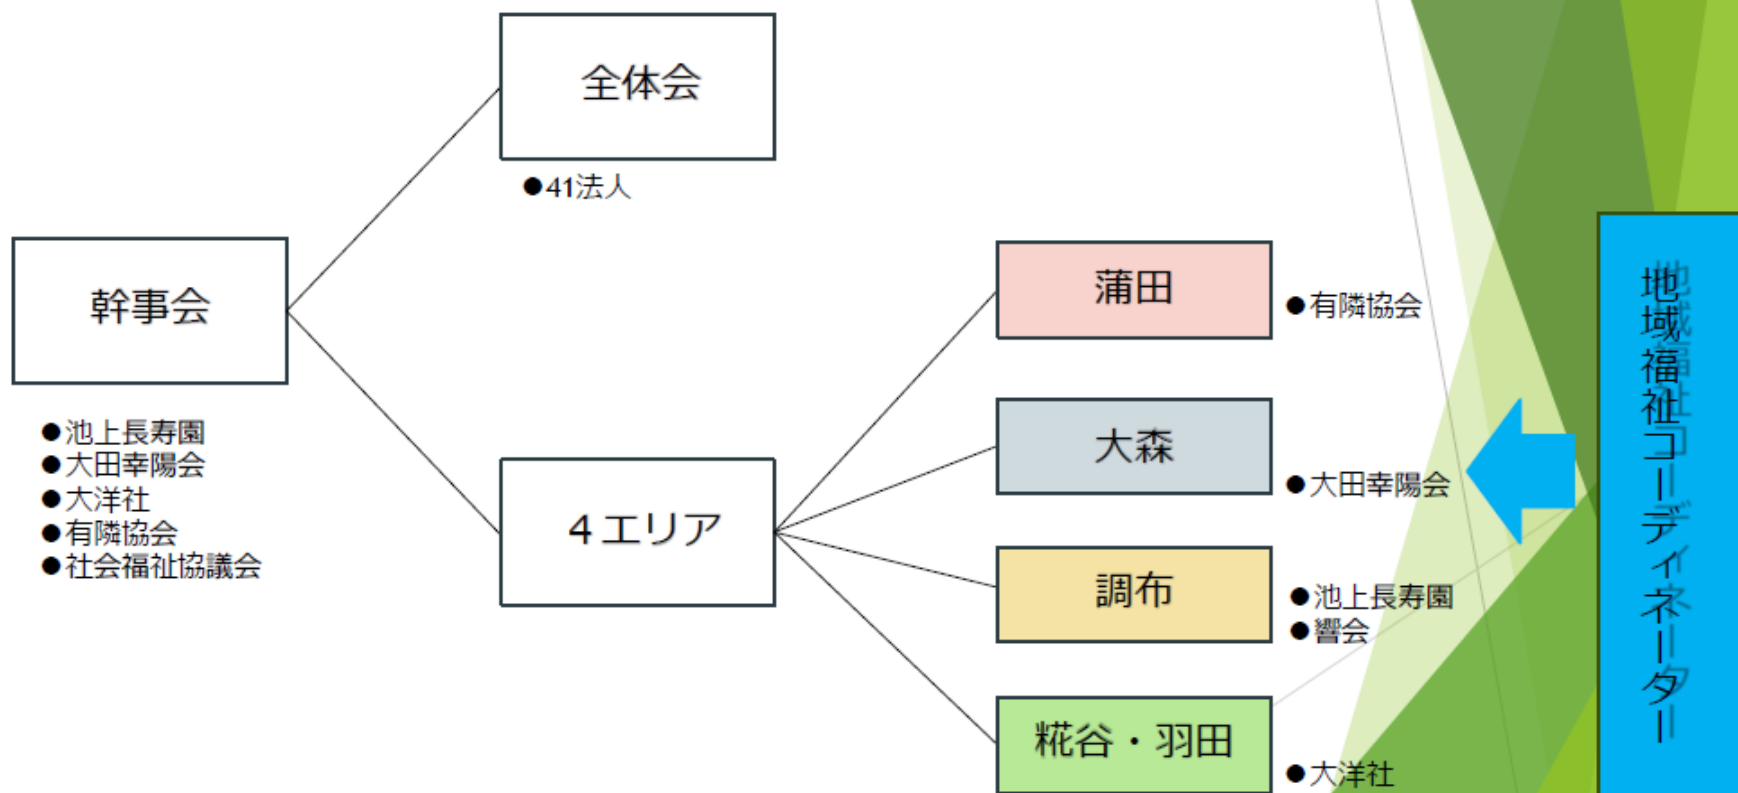 全体会
●41法人
幹事会
●池上長寿園
●大田幸陽会
●大洋社
●有隣協会
●社会福祉協議会
4エリア
蒲田
●有隣協会
大森
●大田幸陽会
調布
●池上長寿園
●響会
糀谷・羽田
●大洋社
地域福祉コーディネーター